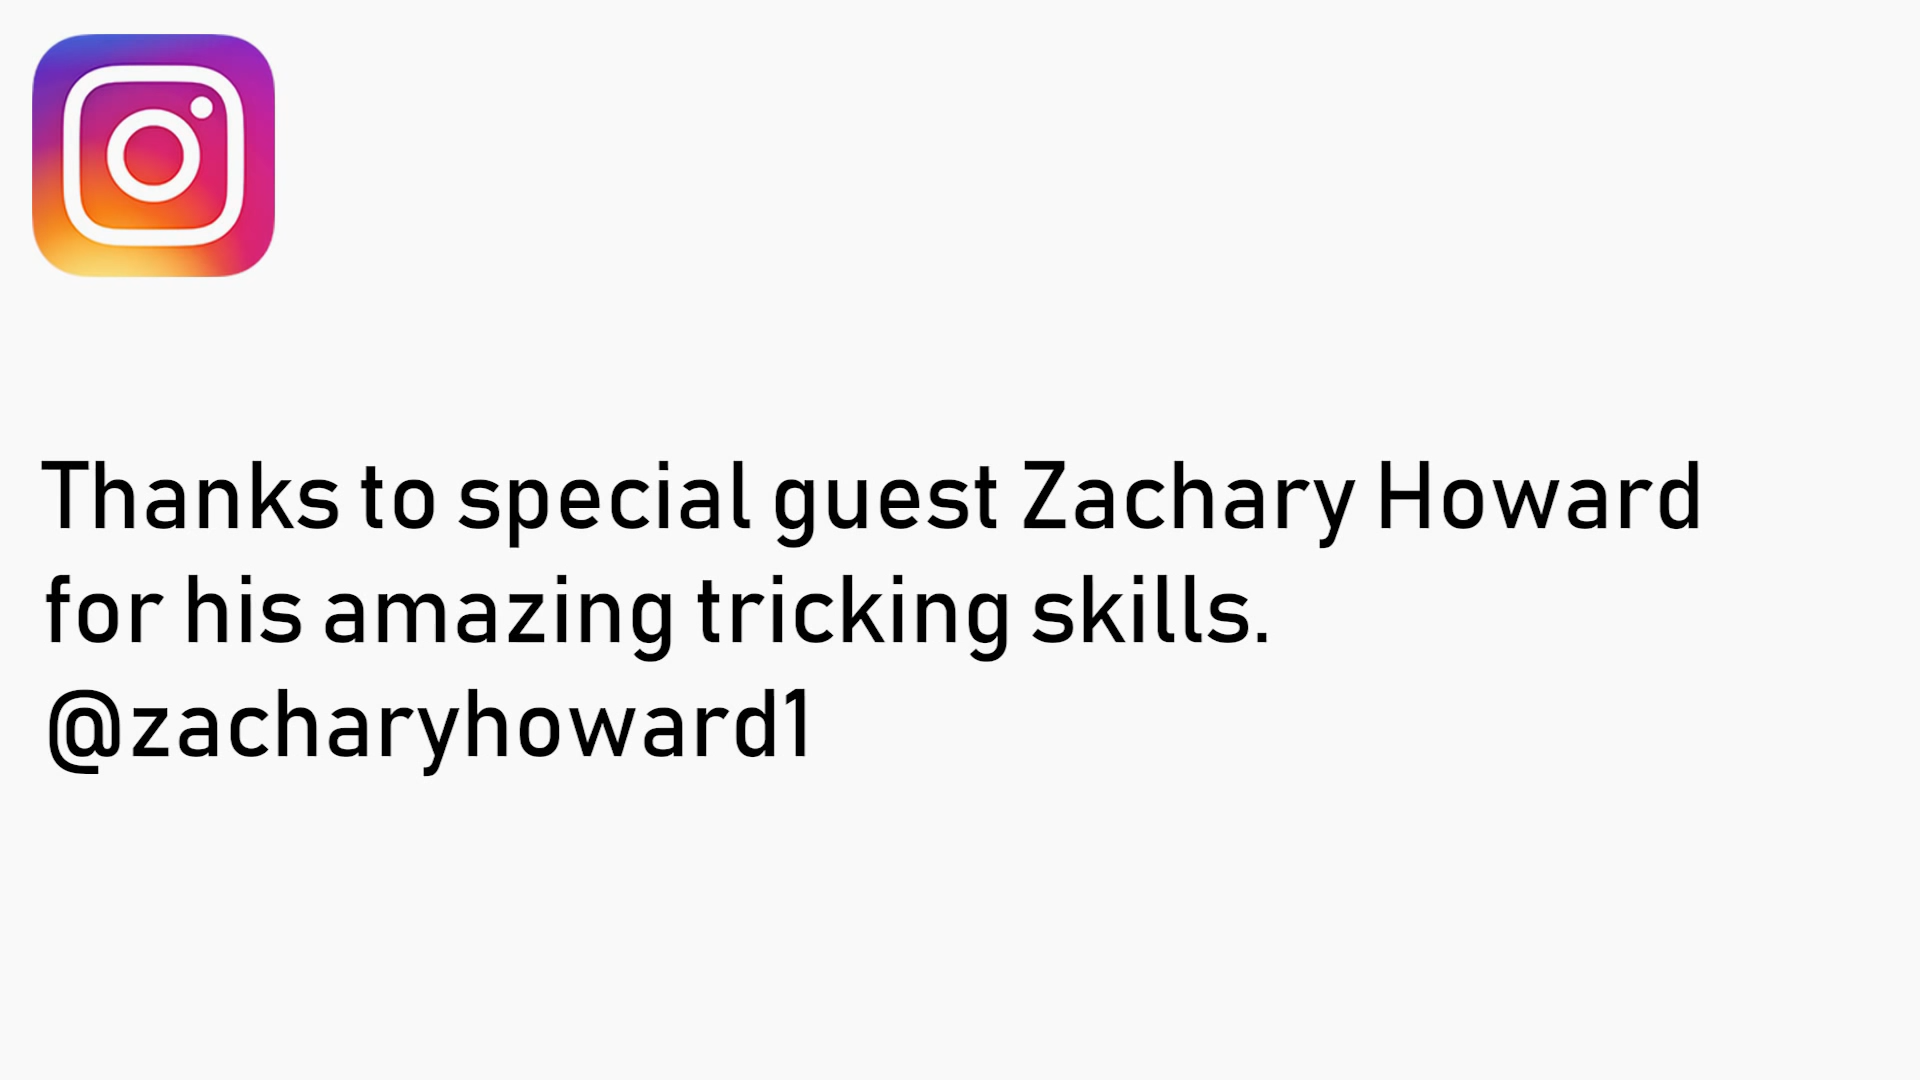 Thanks to special guest Zachary Howard
for his amazing tricking skills.
@zacharyhoward1